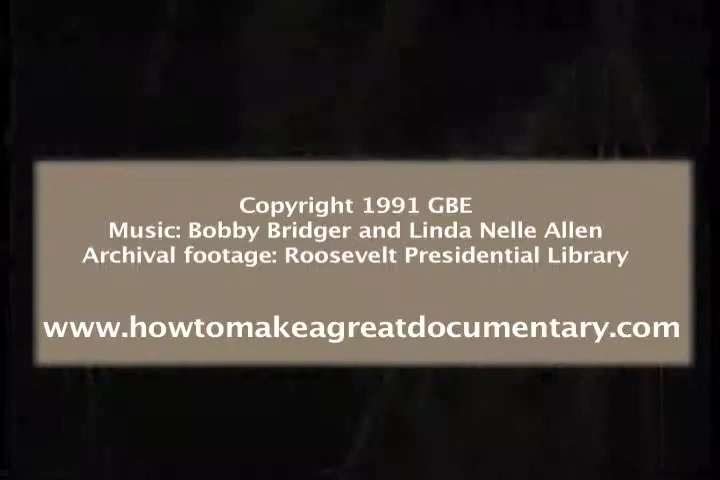 Copyright 1991 GBE
Music: Bobby Bridger and Linda Nelle Allen
Archival footage: Roosevelt Presidential Library
www.howtomakeagreatdocumentary.com